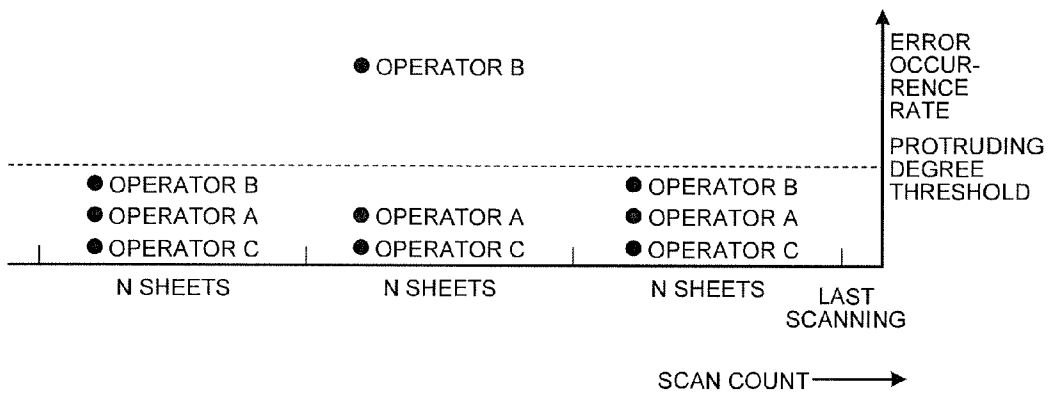 ERROR
OCCUR-
RENCE
RATE
OPERATOR B
PROTRUDING
DEGREE
THRESHOLD
OPERATOR B
OPERATOR B
OPERATOR A
OPERATOR A
OPERATOR A
OPERATOR C
OPERATOR C
OPERATOR C
N SHEETS
N SHEETS
N SHEETS
LAST
SCANNING
SCAN COUNT